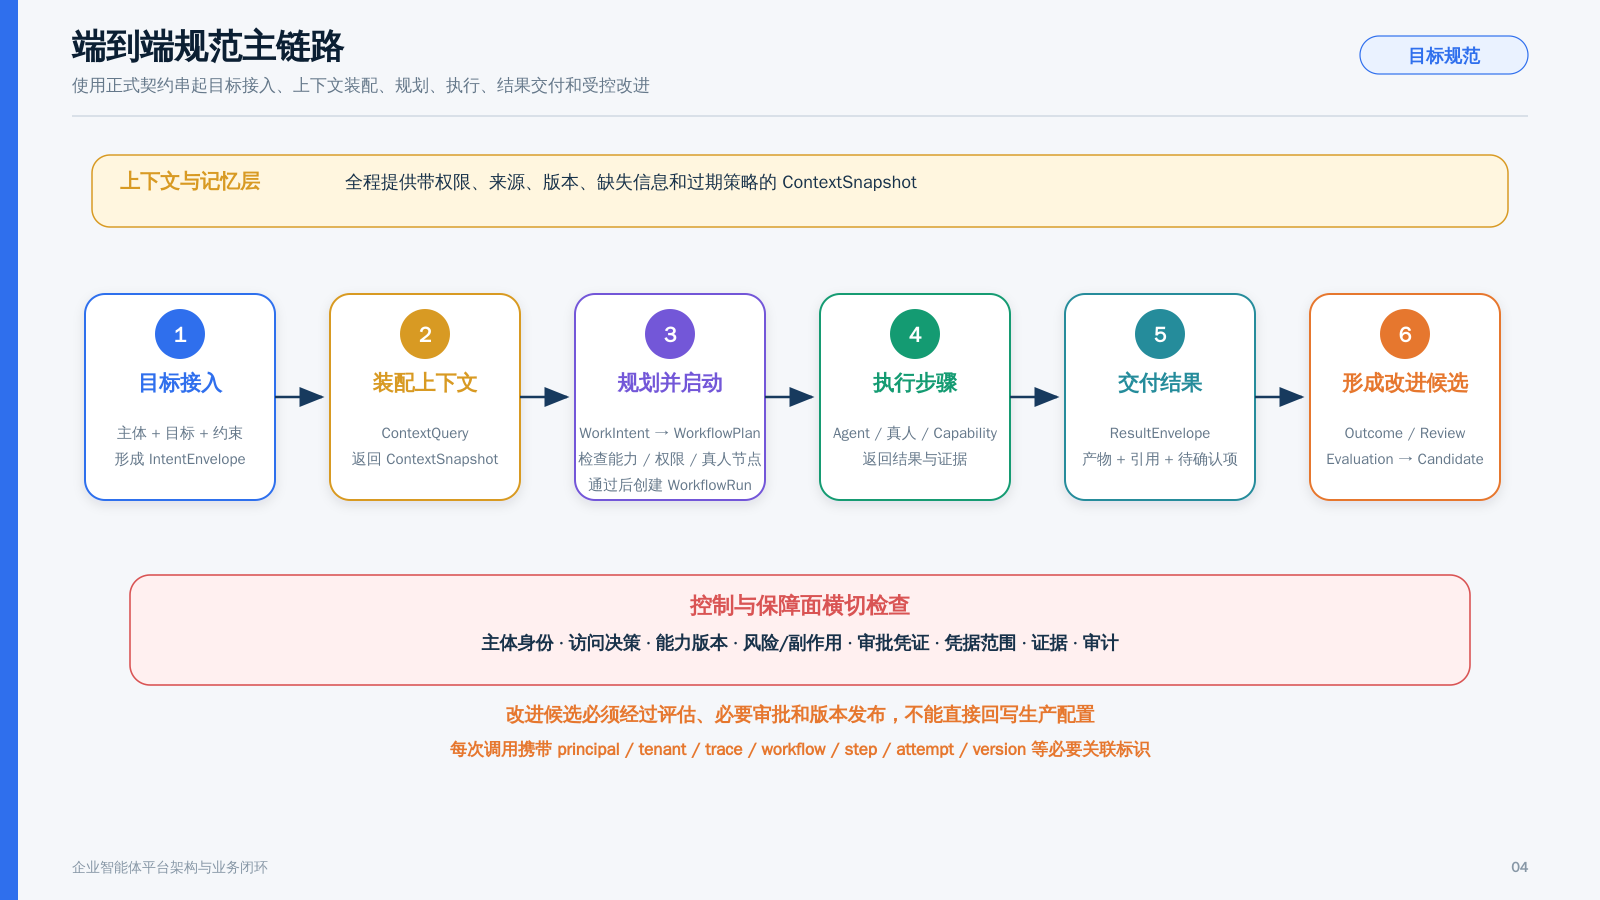 端到端规范主链路
目标规范
使用正式契约串起目标接入、上下文装配、规划、执行、结果交付和受控改进
上下文与记忆层
全程提供带权限、来源、版本、缺失信息和过期策略的 ContextSnapshot
1
目标接入
主体 + 目标 + 约束
形成 IntentEnvelope
2
装配上下文
ContextQuery
返回 ContextSnapshot
3
规划并启动
WorkIntent → WorkflowPlan
检查能力 / 权限 / 真人节点
通过后创建 WorkflowRun
4
执行步骤
Agent / 真人 / Capability
返回结果与证据
5
交付结果
ResultEnvelope
产物 + 引用 + 待确认项
6
形成改进候选
Outcome / Review
Evaluation → Candidate
控制与保障面横切检查
主体身份 · 访问决策 · 能力版本 · 风险/副作用 · 审批凭证 · 凭据范围 · 证据 · 审计
改进候选必须经过评估、必要审批和版本发布，不能直接回写生产配置
每次调用携带 principal / tenant / trace / workflow / step / attempt / version 等必要关联标识
企业智能体平台架构与业务闭环
04